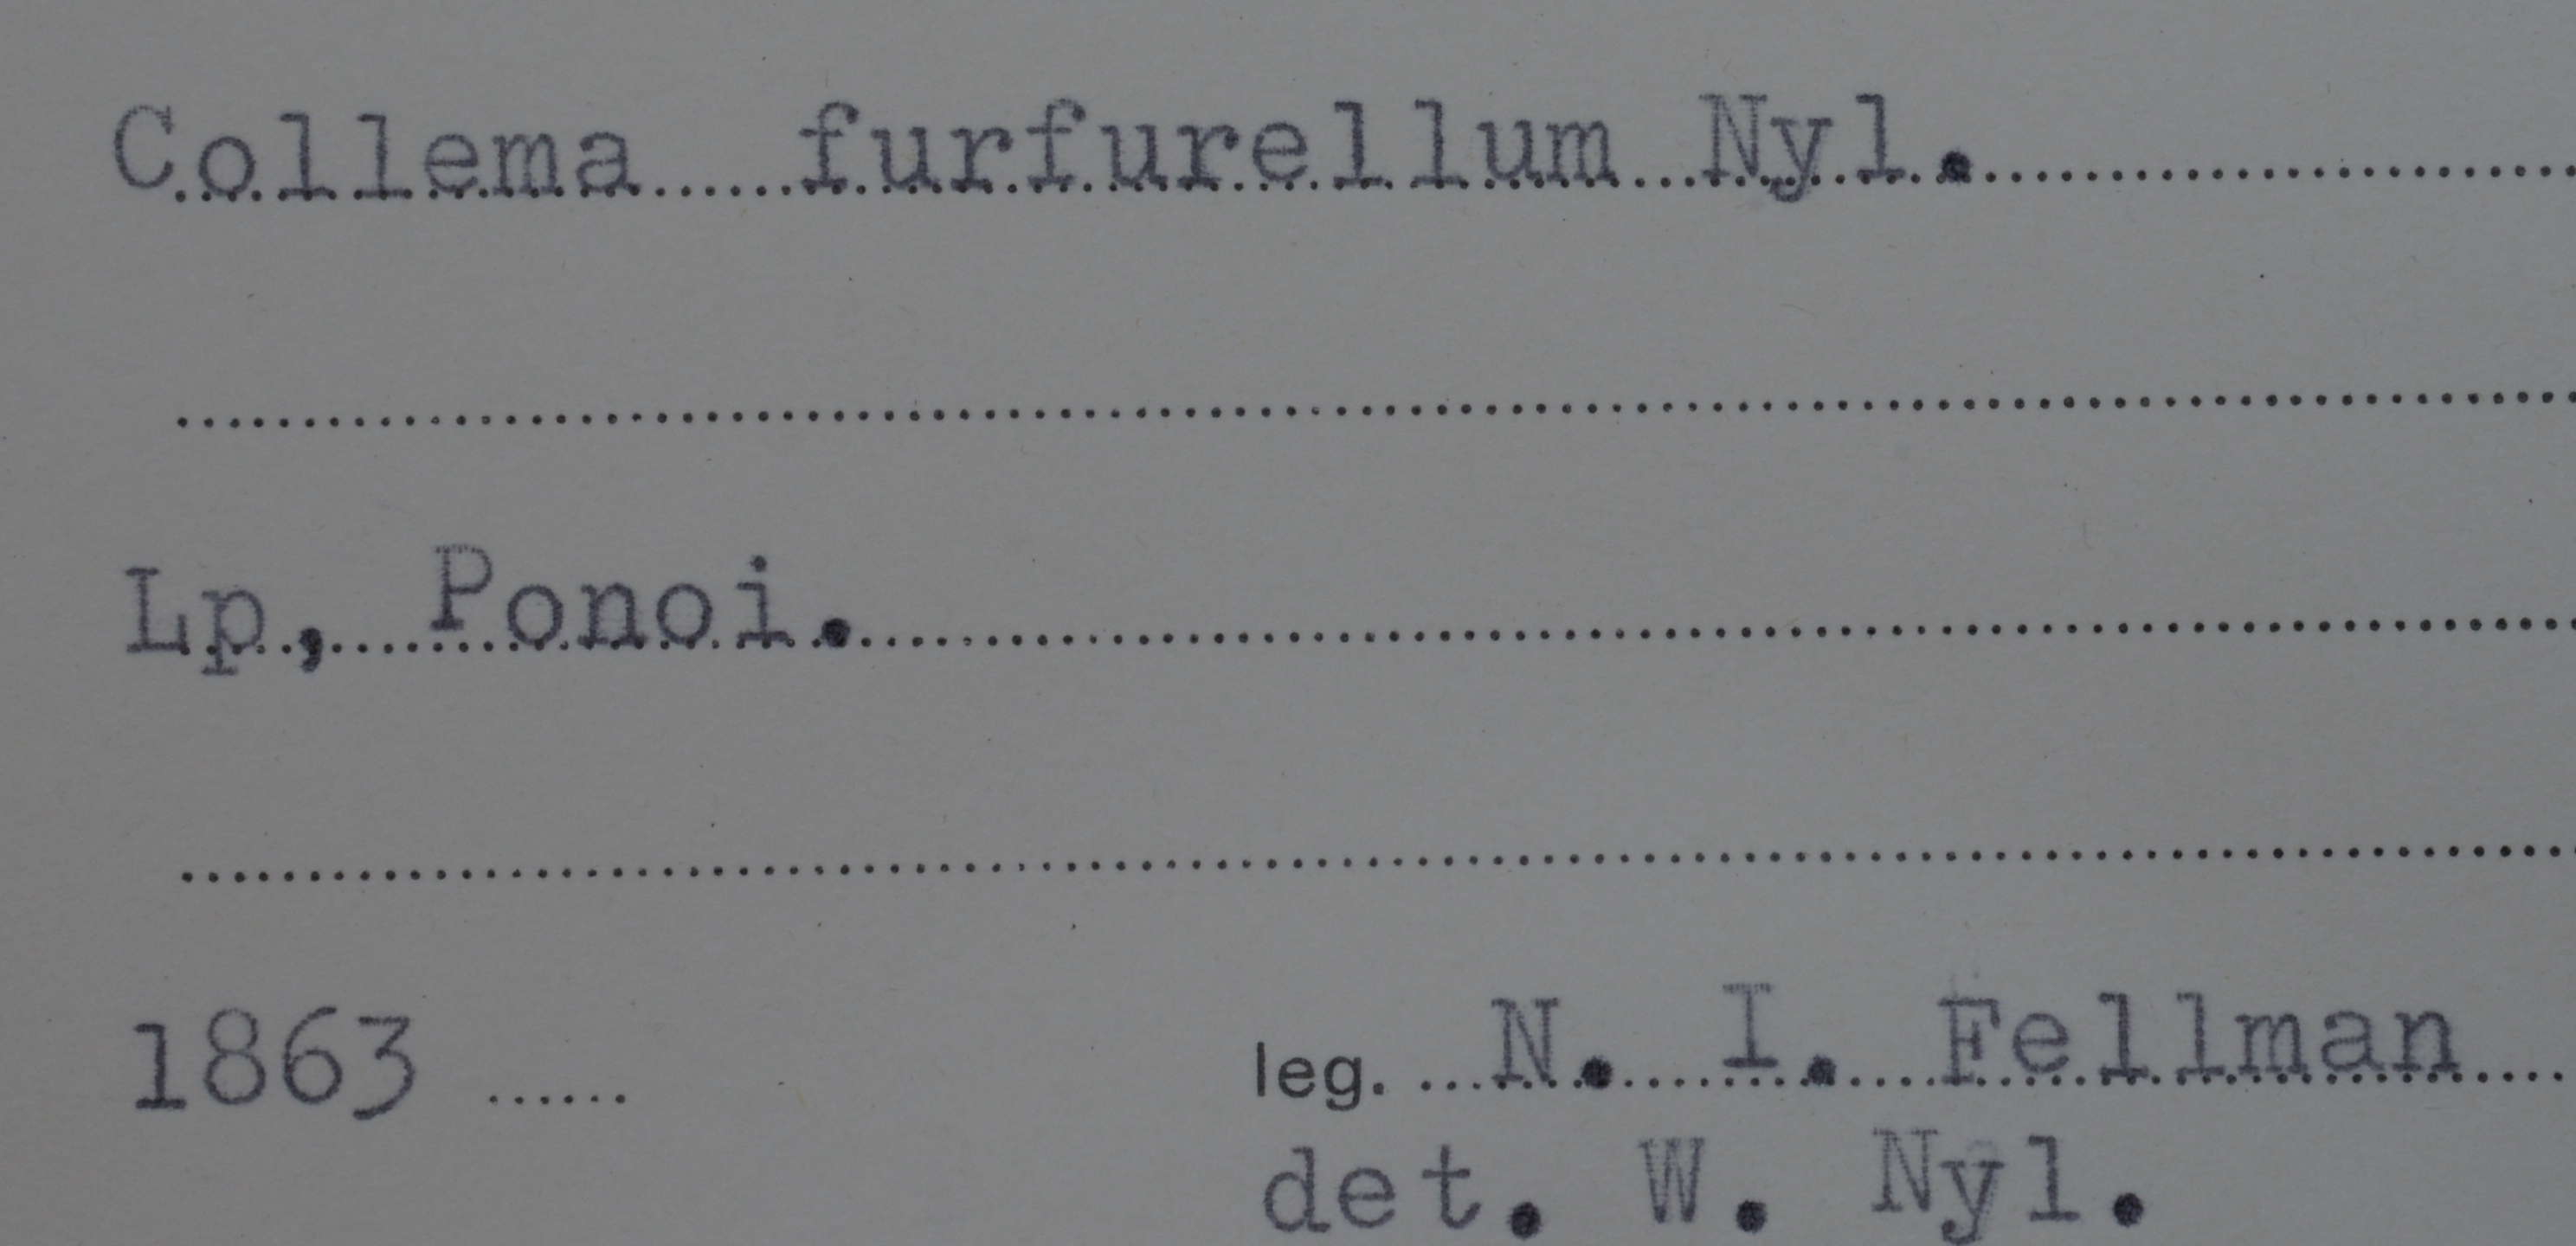 Collema furfurellum Nyl.
Lp, Ponoi.
1863 leg. N. I. Fellman
det. W. Nyl.